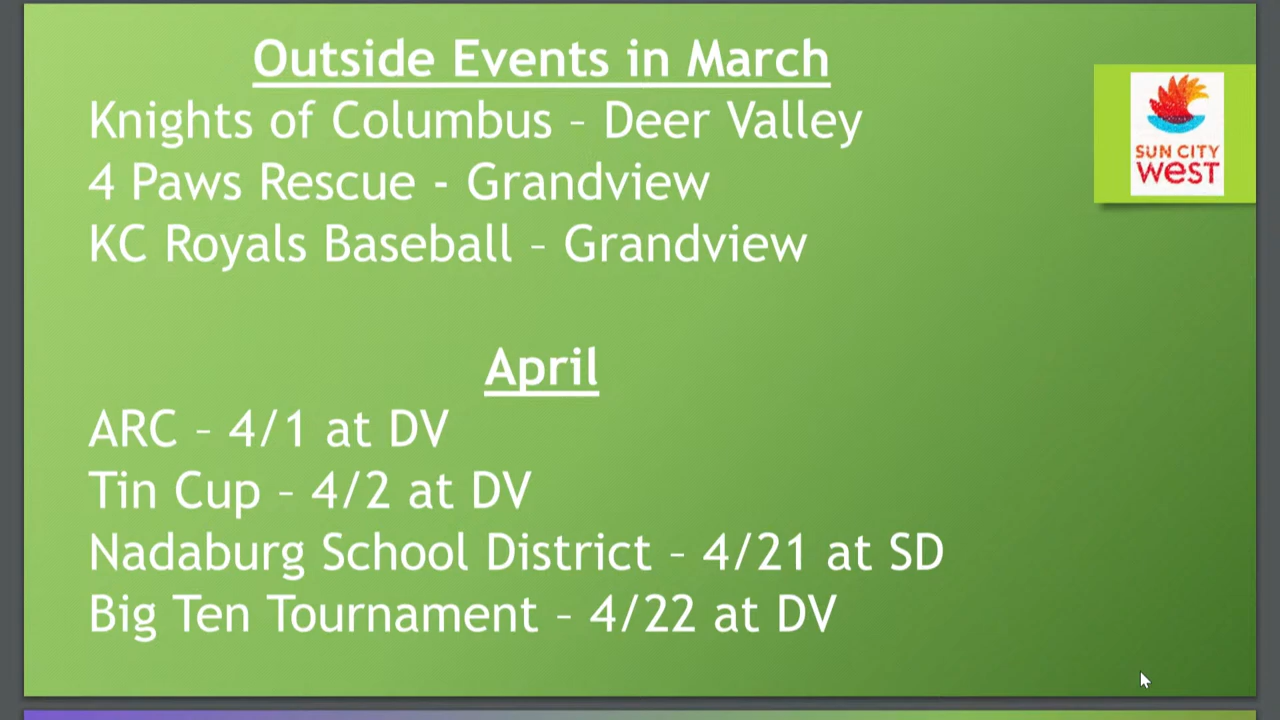 Outside Events in March
Knights of Columbus – Deer Valley
4 Paws Rescue - Grandview
KC Royals Baseball – Grandview
SUN CITY
WEST
April
ARC – 4/1 at DV
Tin Cup – 4/2 at DV
Nadaburg School District – 4/21 at SD
Big Ten Tournament – 4/22 at DV